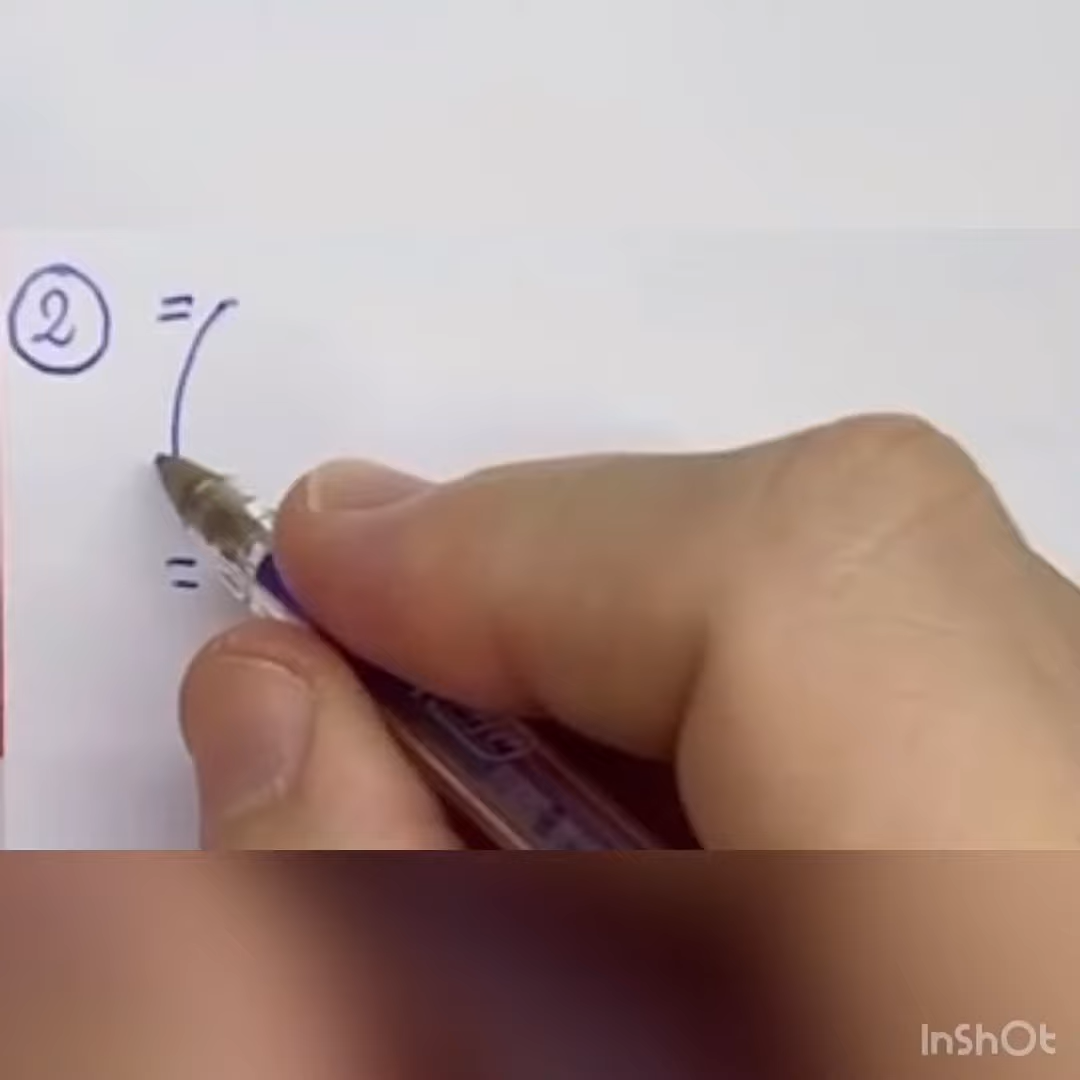 ② =
=
InShOt